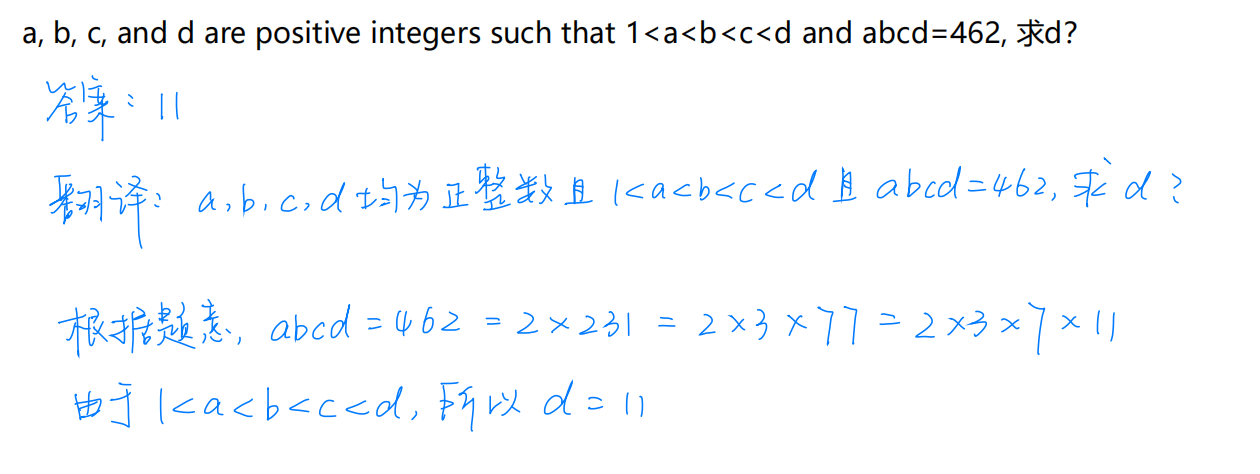 a, b, c, and d are positive integers such that 1<a<b<c<d and abcd=462, 求d?
答案：11
翻译：a, b, c, d 均为正整数且 1<a<b<c<d 且 abcd=462, 求 d？
根据题意, abcd = 462 = 2×231 = 2×3×77 = 2×3×7×11
由于 1<a<b<c<d, 所以 d = 11